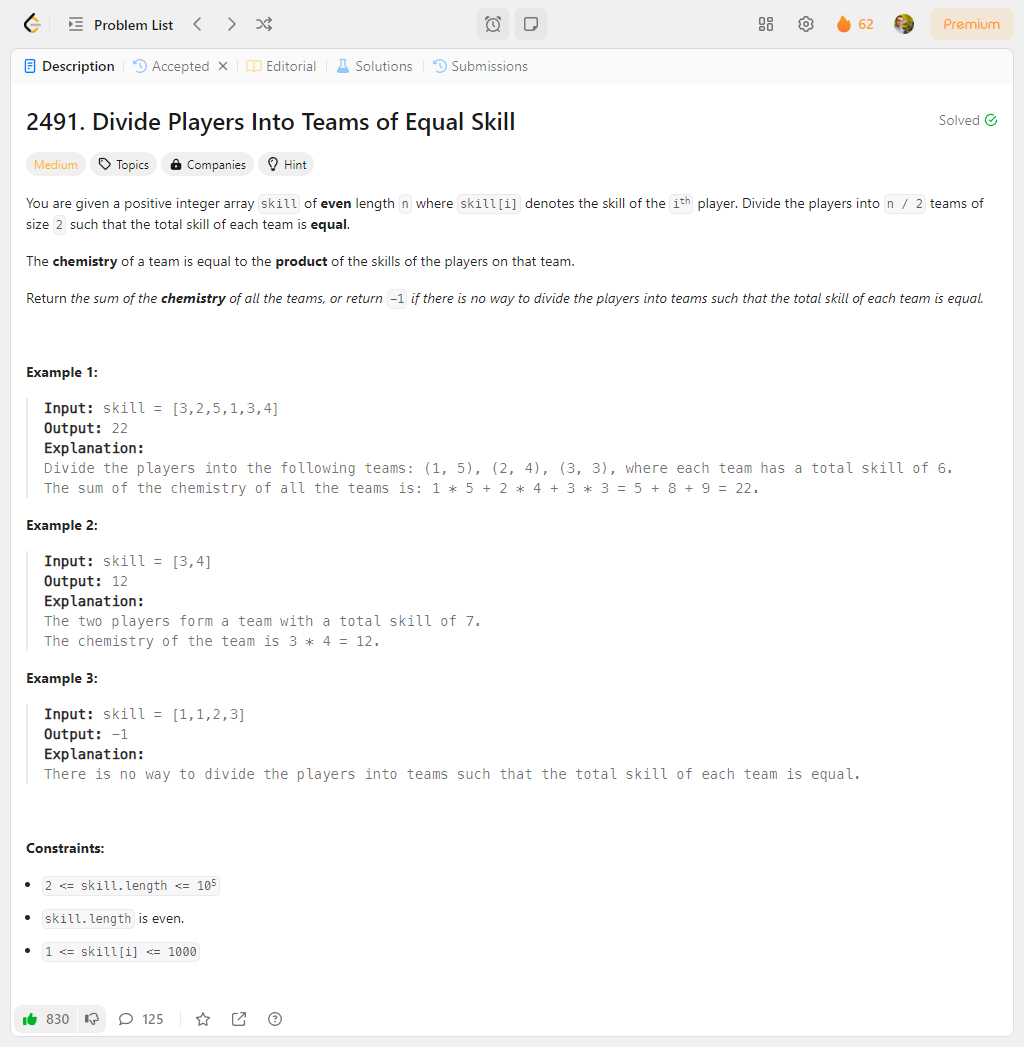 Problem List
62
Premium
Description
Accepted
Editorial
Solutions
Submissions
2491. Divide Players Into Teams of Equal Skill
Solved
Medium
Topics
Companies
Hint
You are given a positive integer array skill of even length n where skill[i] denotes the skill of the ith player. Divide the players into n / 2 teams of
size 2 such that the total skill of each team is equal.
The chemistry of a team is equal to the product of the skills of the players on that team.
Return the sum of the chemistry of all the teams, or return -1 if there is no way to divide the players into teams such that the total skill of each team is equal.
Example 1:
Input: skill = [3,2,5,1,3,4]
Output: 22
Explanation:
Divide the players into the following teams: (1, 5), (2, 4), (3, 3), where each team has a total skill of 6.
The sum of the chemistry of all the teams is: 1 * 5 + 2 * 4 + 3 * 3 = 5 + 8 + 9 = 22.
Example 2:
Input: skill = [3,4]
Output: 12
Explanation:
The two players form a team with a total skill of 7.
The chemistry of the team is 3 * 4 = 12.
Example 3:
Input: skill = [1,1,2,3]
Output: -1
Explanation:
There is no way to divide the players into teams such that the total skill of each team is equal.
Constraints:
• 2 <= skill.length <= 10⁵
• skill.length is even.
• 1 <= skill[i] <= 1000
830
125